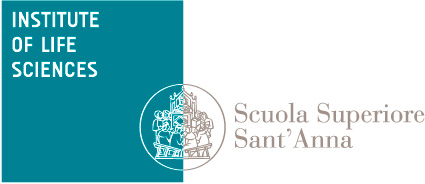 INSTITUTE
OF LIFE
SCIENCES
Scuola Superiore
Sant'Anna